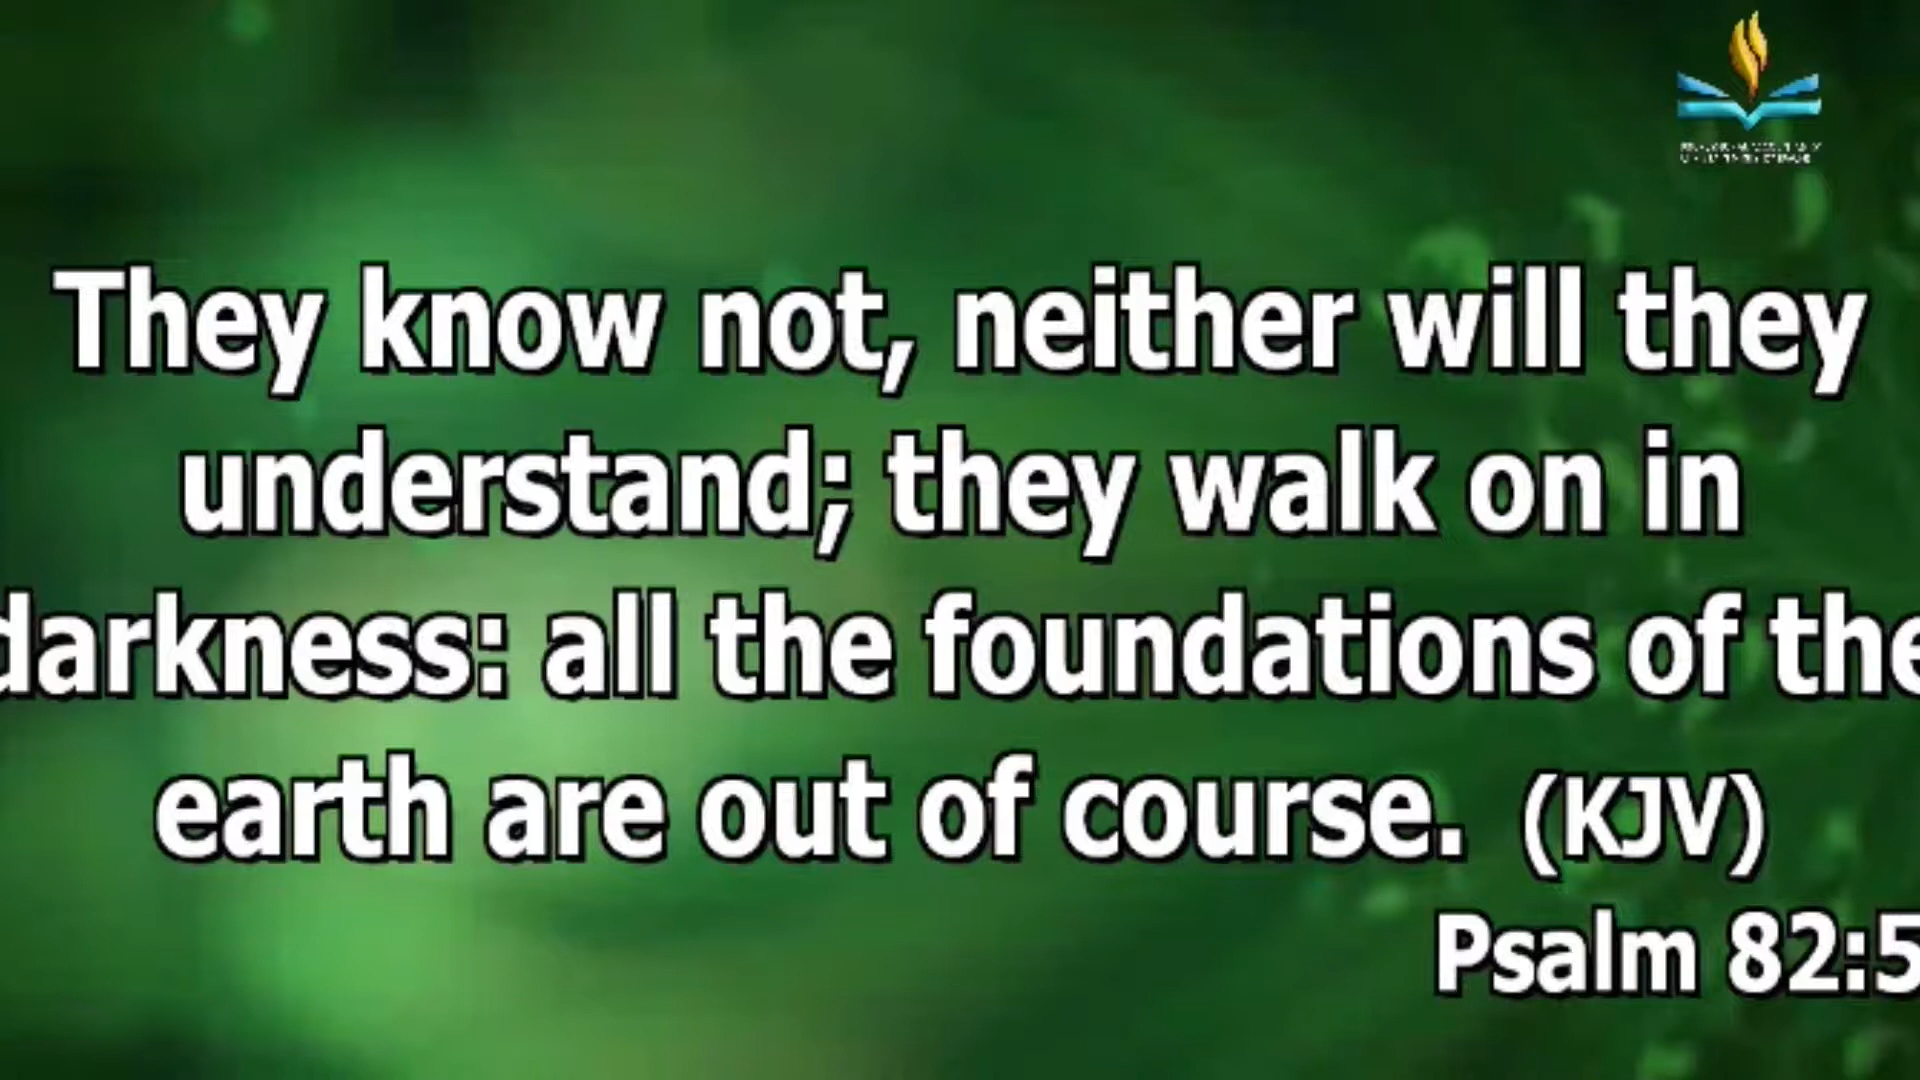 They know not, neither will they
understand; they walk on in
darkness: all the foundations of the
earth are out of course. (KJV)
Psalm 82:5